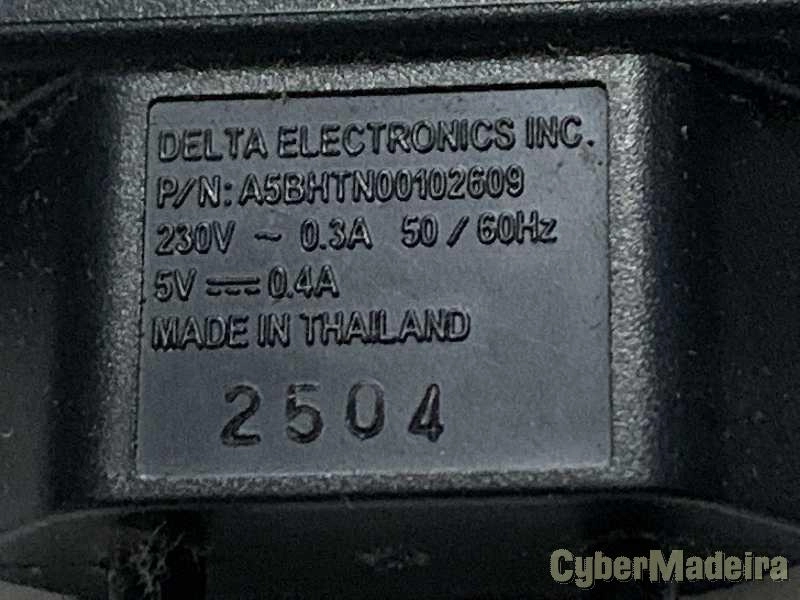 DELTA ELECTRONICS INC.
P/N: A5BHTN00102609
230V ~ 0.3A 50 / 60Hz
5V ⎓ 0.4A
MADE IN THAILAND
2504
CyberMadeira